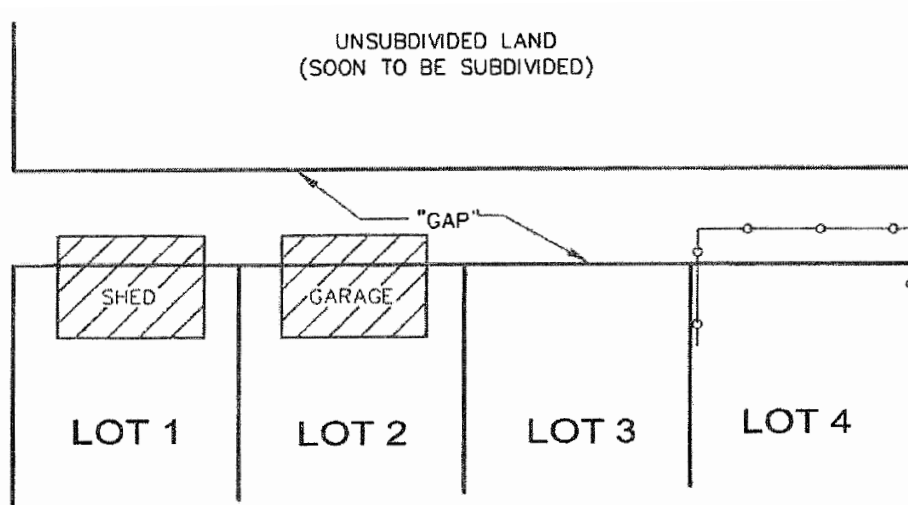 UNSUBDIVIDED LAND
(SOON TO BE SUBDIVIDED)
"GAP"
SHED
GARAGE
LOT 1
LOT 2
LOT 3
LOT 4